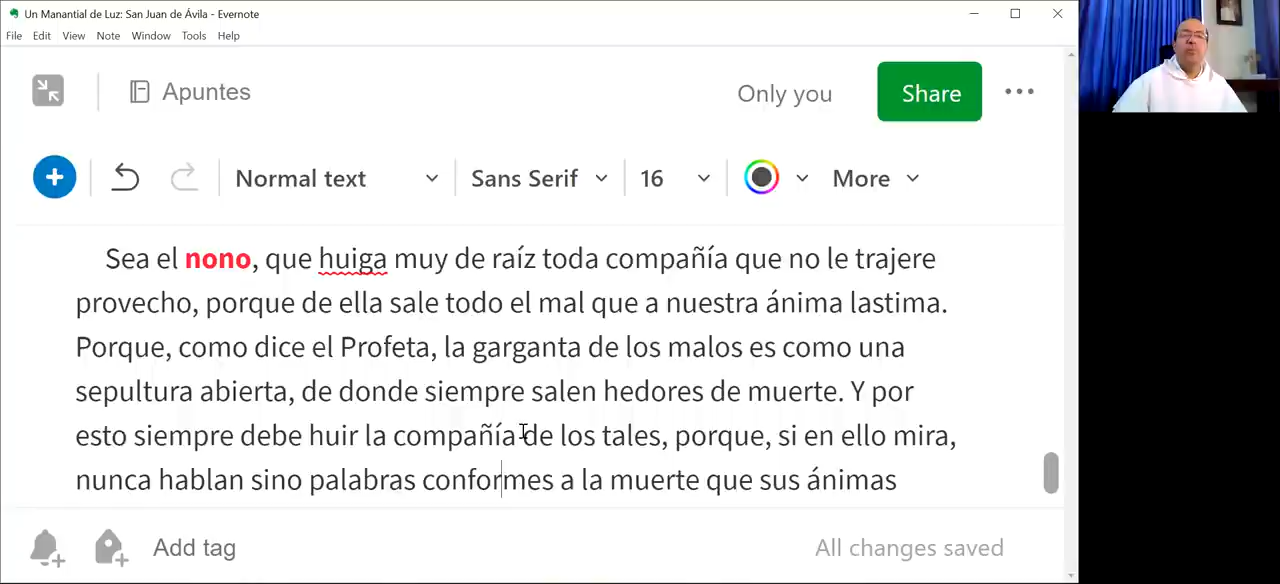 Un Manantial de Luz: San Juan de Ávila - Evernote
File Edit View Note Window Tools Help
Apuntes
Only you
Share
Normal text
Sans Serif
16
More
Sea el nono, que huiga muy de raíz toda compañía que no le trajere
provecho, porque de ella sale todo el mal que a nuestra ánima lastima.
Porque, como dice el Profeta, la garganta de los malos es como una
sepultura abierta, de donde siempre salen hedores de muerte. Y por
esto siempre debe huir la compañía de los tales, porque, si en ello mira,
nunca hablan sino palabras conformes a la muerte que sus ánimas
Add tag
All changes saved